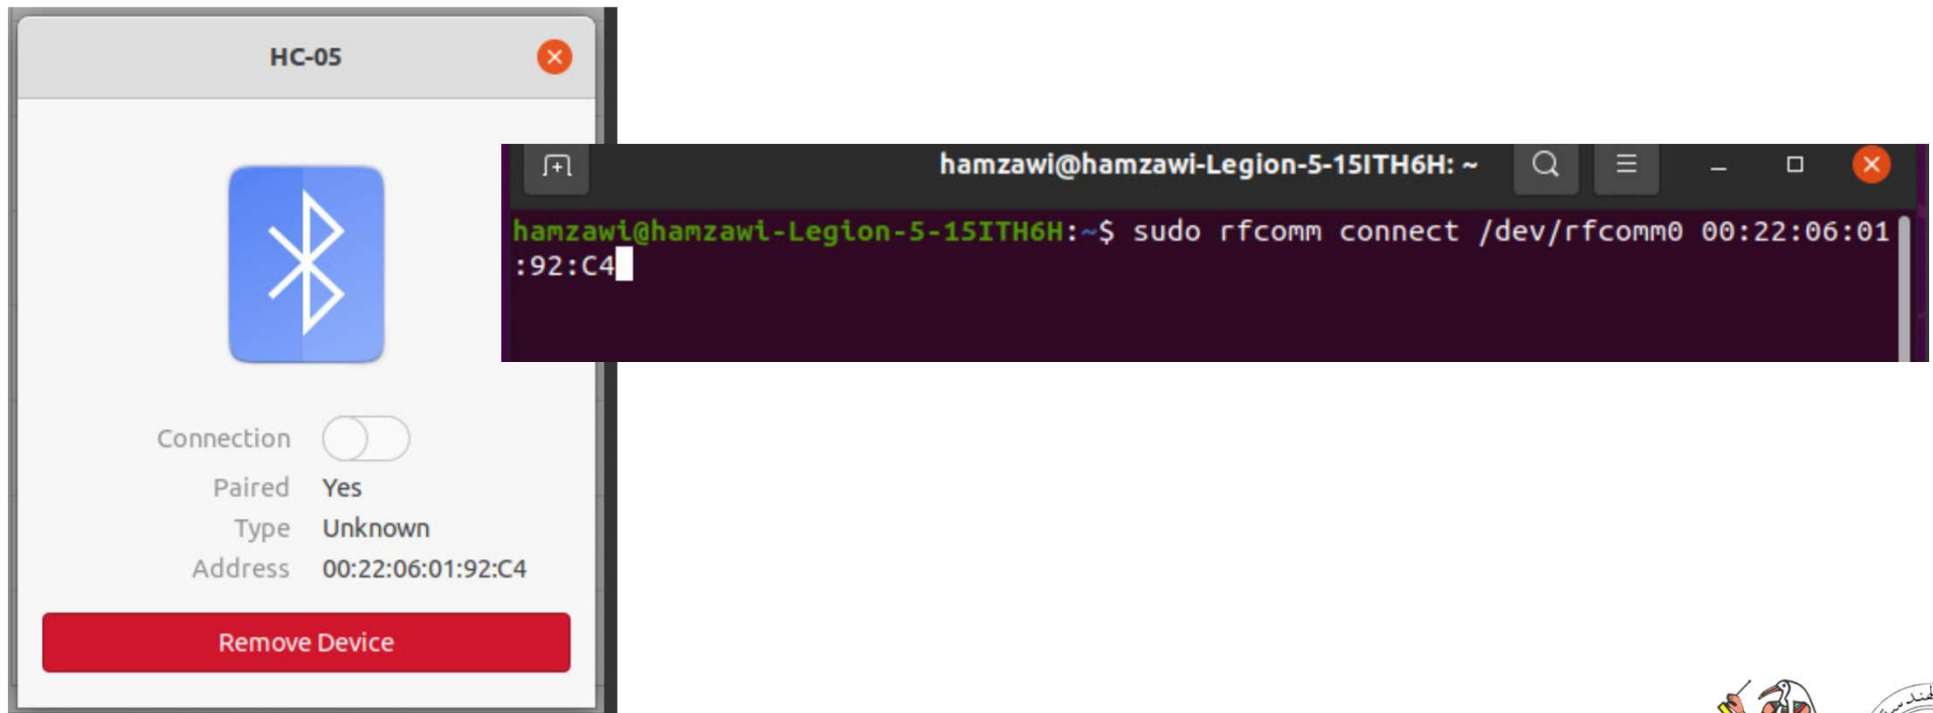 HC-05
Connection
Paired Yes
Type Unknown
Address 00:22:06:01:92:C4
Remove Device
hamzawi@hamzawi-Legion-5-15ITH6H: ~
hamzawi@hamzawi-Legion-5-15ITH6H:~$ sudo rfcomm connect /dev/rfcomm0 00:22:06:01
:92:C4